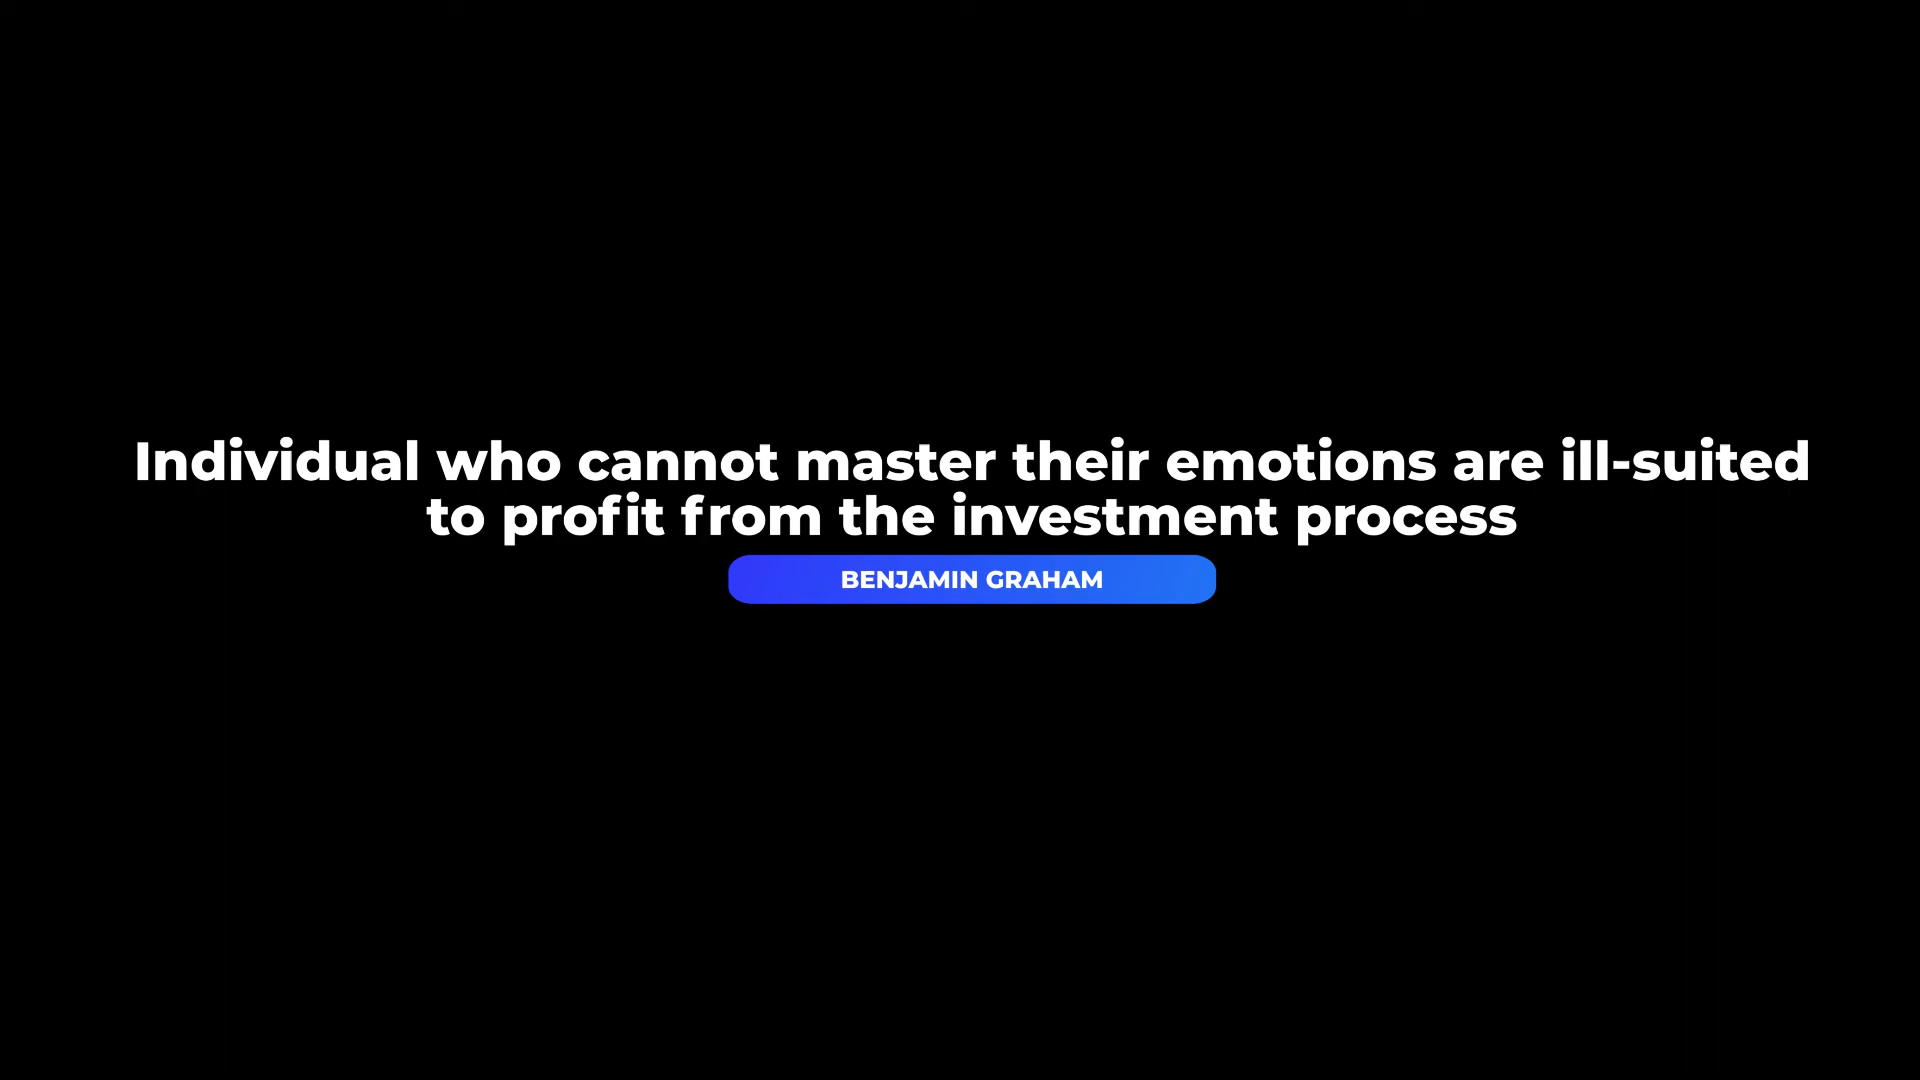 Individual who cannot master their emotions are ill-suited
to profit from the investment process
BENJAMIN GRAHAM